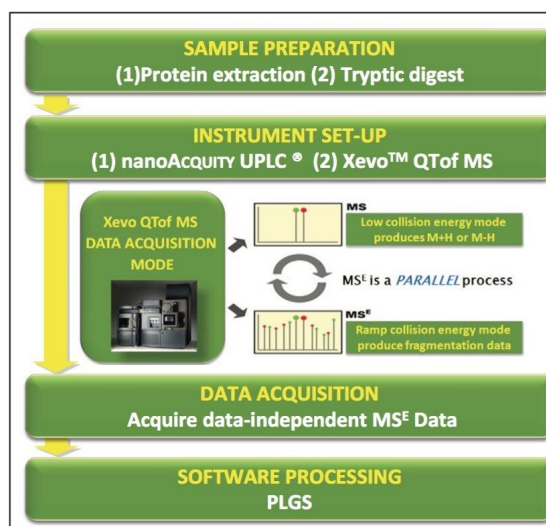 SAMPLE PREPARATION
(1)Protein extraction (2) Tryptic digest
INSTRUMENT SET-UP
(1) nanoACQUITY UPLC ® (2) Xevo™ QTof MS
Xevo QTof MS
DATA ACQUISITION
MODE
MS
Low collision energy mode
produces M+H or M-H
MSᴱ is a PARALLEL process
MSᴱ
Ramp collision energy mode
produce fragmentation data
DATA ACQUISITION
Acquire data-independent MSᴱ Data
SOFTWARE PROCESSING
PLGS